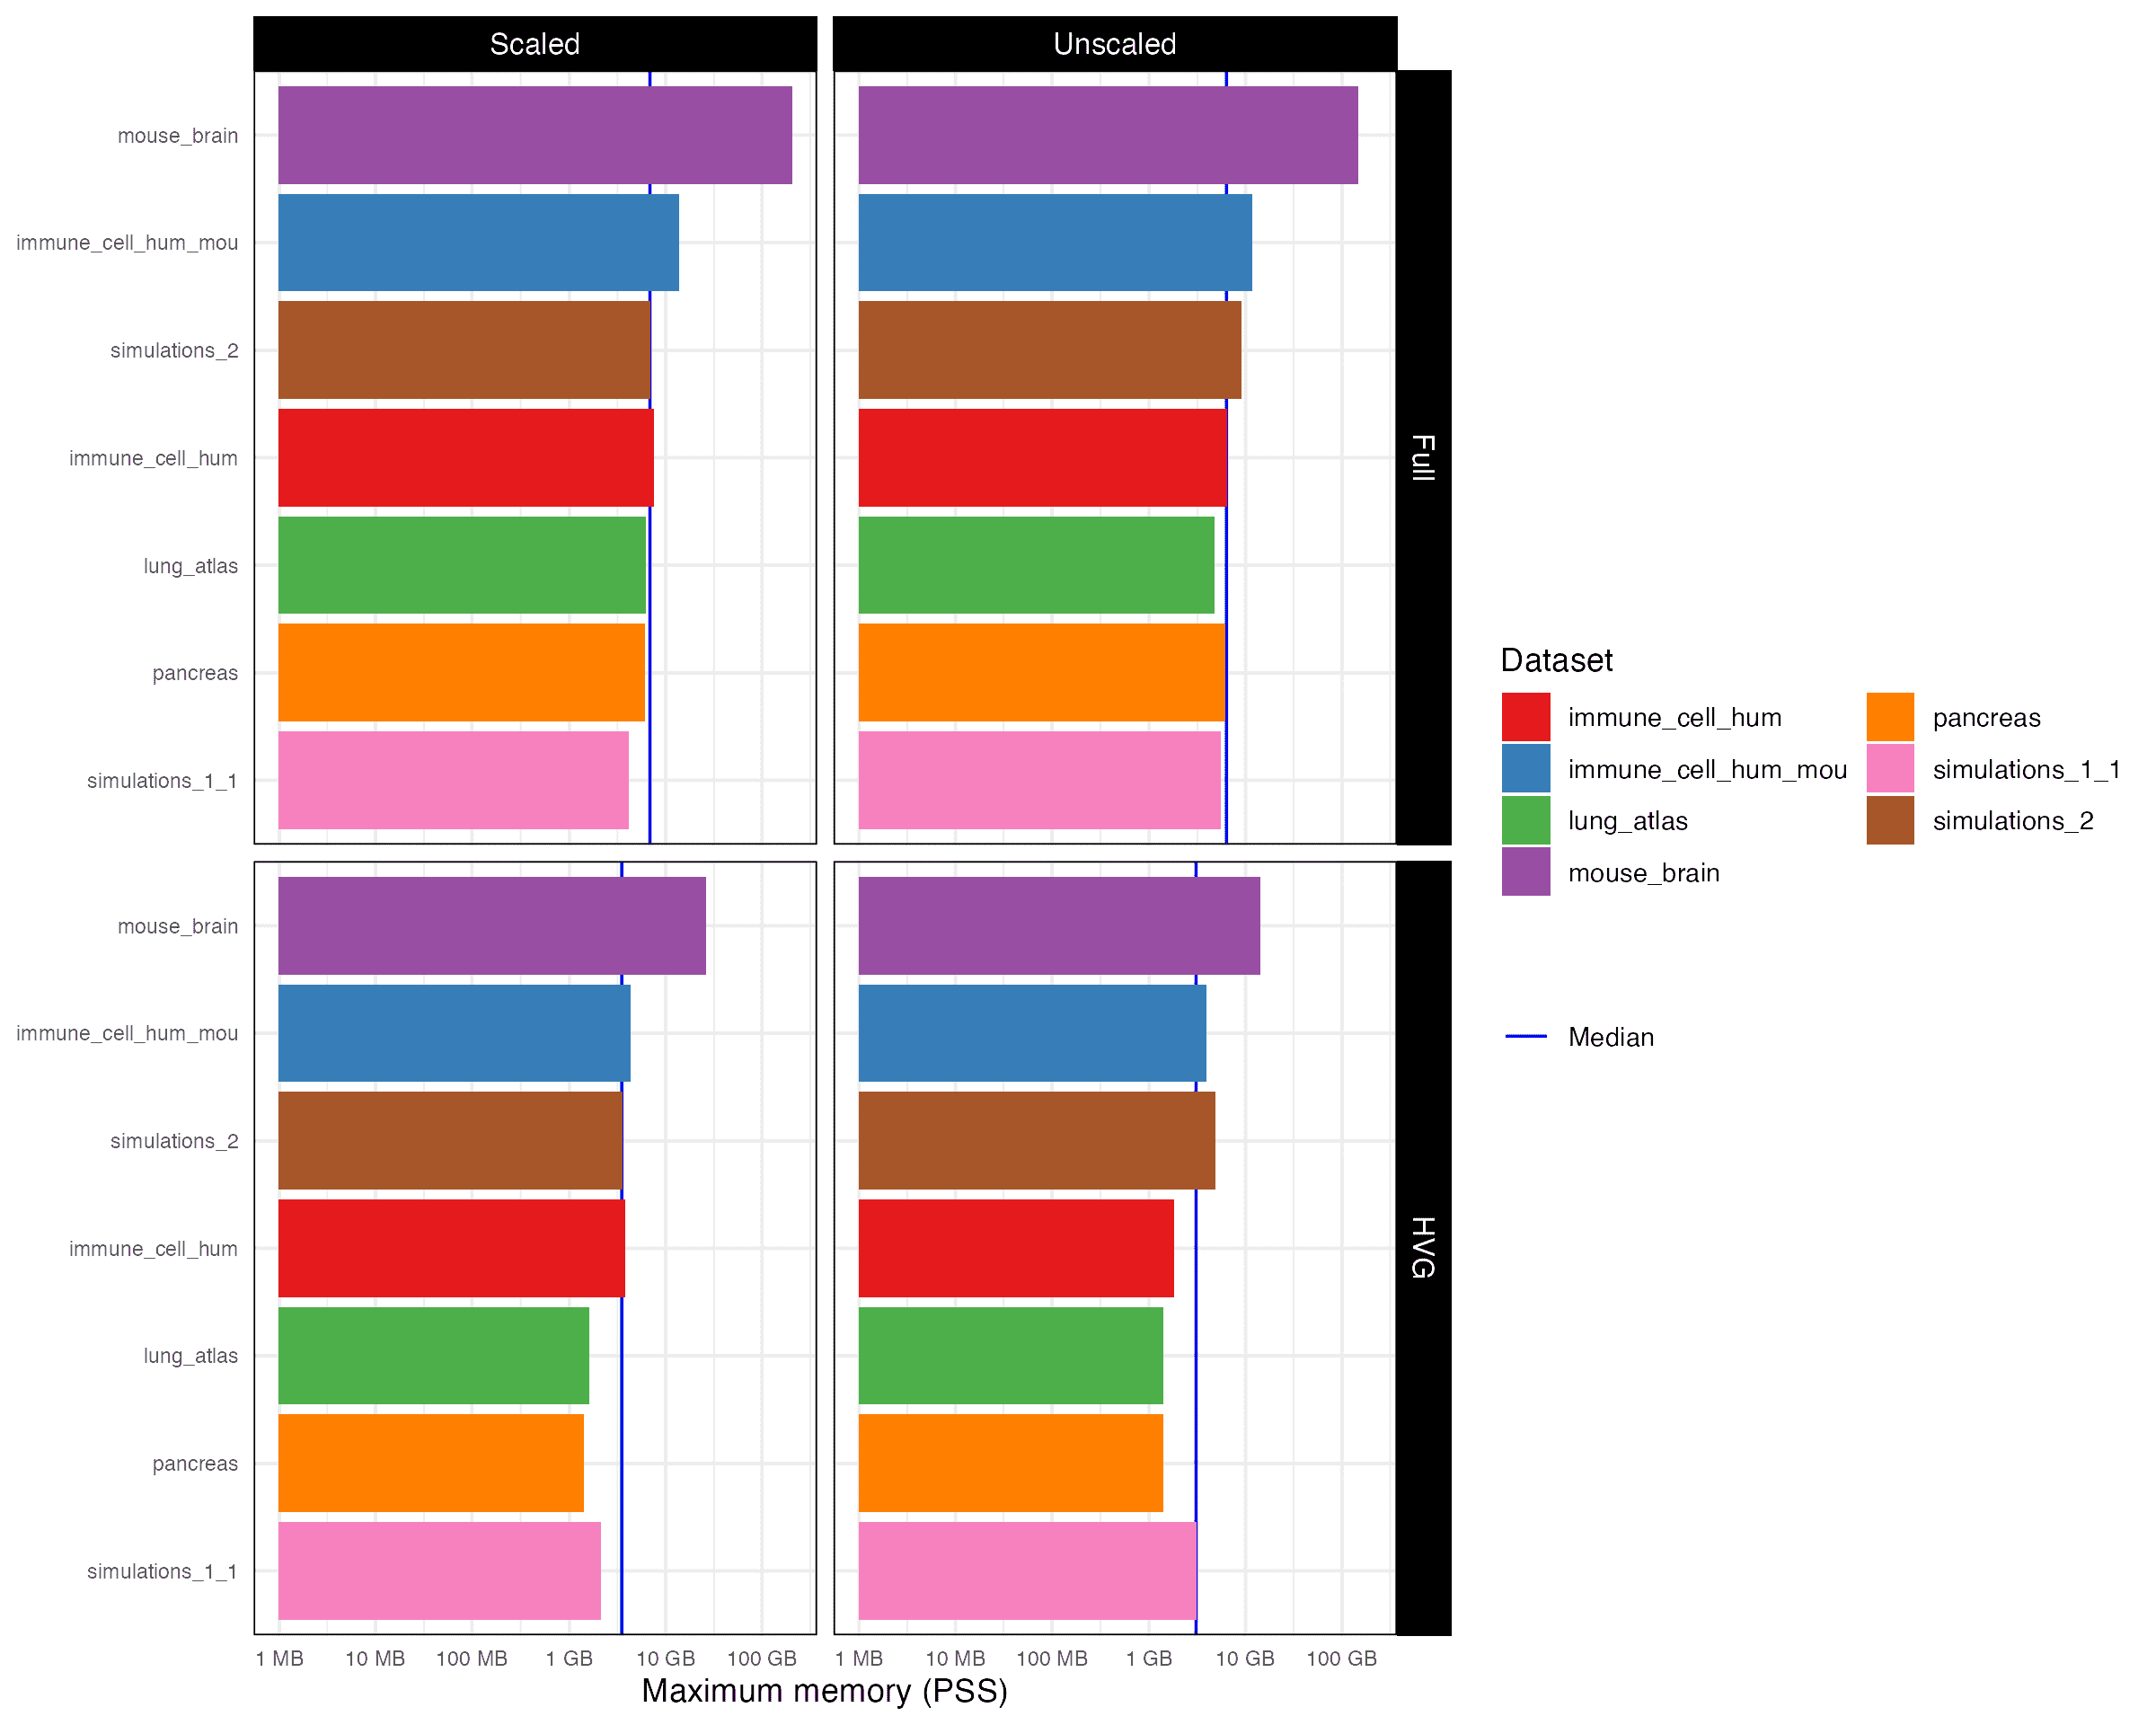 Scaled
Unscaled
mouse_brain
immune_cell_hum_mou
simulations_2
immune_cell_hum
lung_atlas
pancreas
simulations_1_1
Full
mouse_brain
immune_cell_hum_mou
simulations_2
immune_cell_hum
lung_atlas
pancreas
simulations_1_1
HVG
1 MB 10 MB 100 MB 1 GB 10 GB 100 GB
1 MB 10 MB 100 MB 1 GB 10 GB 100 GB
Maximum memory (PSS)
Dataset
immune_cell_hum
immune_cell_hum_mou
lung_atlas
mouse_brain
pancreas
simulations_1_1
simulations_2
Median